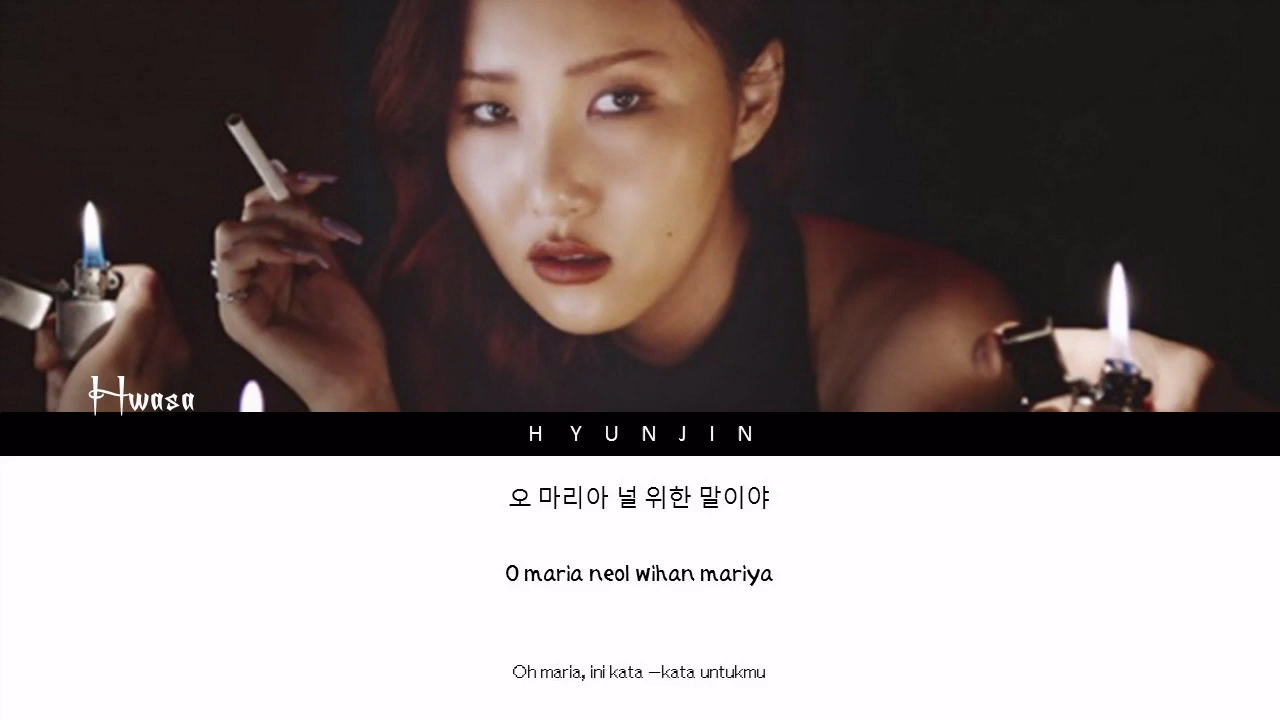 Hwasa
HYUNJIN
오 마리아 널 위한 말이야
O maria neol wihan mariya
Oh maria, ini kata –kata untukmu